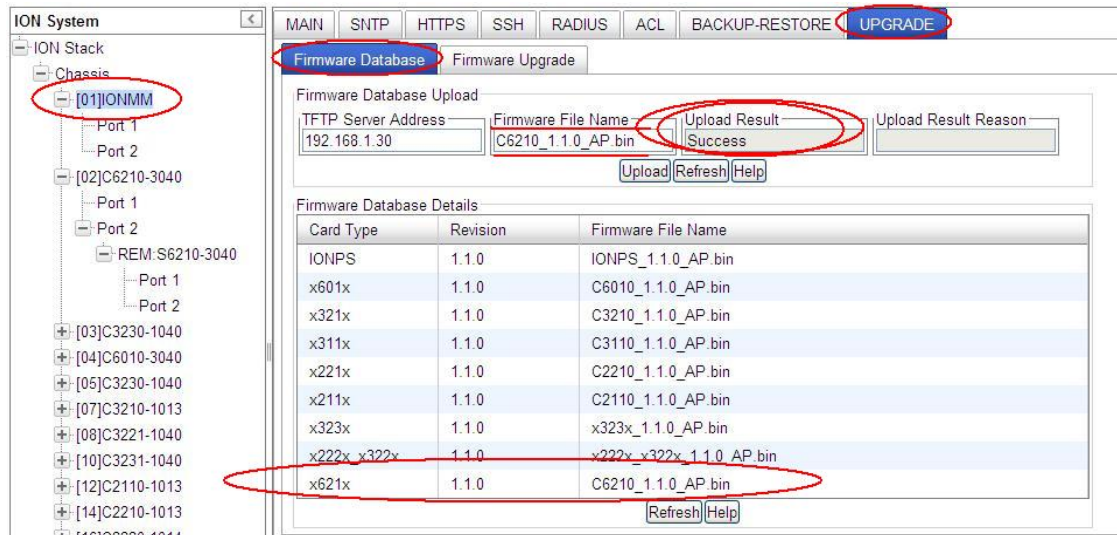 ION System
ION Stack
Chassis
[01]IONMM
Port 1
Port 2
[02]C6210-3040
Port 1
Port 2
REM:S6210-3040
Port 1
Port 2
[03]C3230-1040
[04]C6010-3040
[05]C3230-1040
[07]C3210-1013
[08]C3221-1040
[10]C3231-1040
[12]C2110-1013
[14]C2210-1013
MAIN SNTP HTTPS SSH RADIUS ACL BACKUP-RESTORE UPGRADE
Firmware Database Firmware Upgrade
Firmware Database Upload
TFTP Server Address Firmware File Name Upload Result Upload Result Reason
192.168.1.30 C6210_1.1.0_AP.bin Success
Upload Refresh Help
Firmware Database Details
Card Type Revision Firmware File Name
IONPS 1.1.0 IONPS_1.1.0_AP.bin
x601x 1.1.0 C6010_1.1.0_AP.bin
x321x 1.1.0 C3210_1.1.0_AP.bin
x311x 1.1.0 C3110_1.1.0_AP.bin
x221x 1.1.0 C2210_1.1.0_AP.bin
x211x 1.1.0 C2110_1.1.0_AP.bin
x323x 1.1.0 x323x_1.1.0_AP.bin
x222x_x322x 1.1.0 x222x_x322x_1.1.0_AP.bin
x621x 1.1.0 C6210_1.1.0_AP.bin
Refresh Help